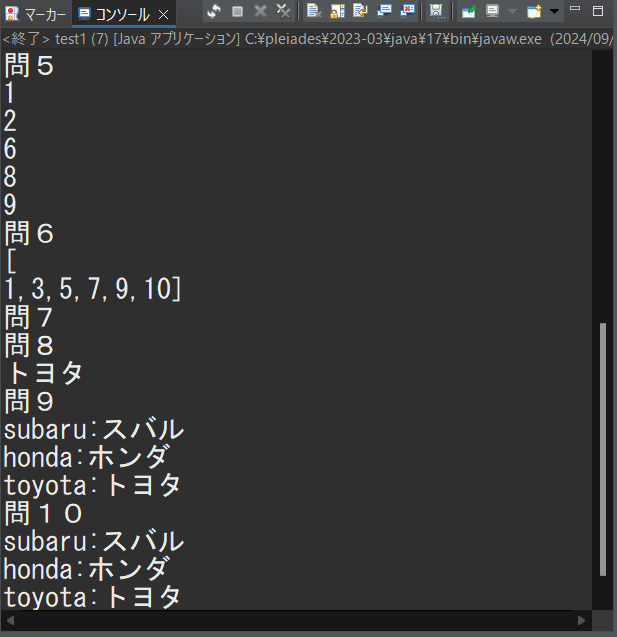 マーカー コンソール
<終了> test1 (7) [Java アプリケーション] C:¥pleiades¥2023-03¥java¥17¥bin¥javaw.exe (2024/09/
問５
1
2
6
8
9
問６
[
1,3,5,7,9,10]
問７
問８
トヨタ
問９
subaru:スバル
honda:ホンダ
toyota:トヨタ
問１０
subaru:スバル
honda:ホンダ
toyota:トヨタ